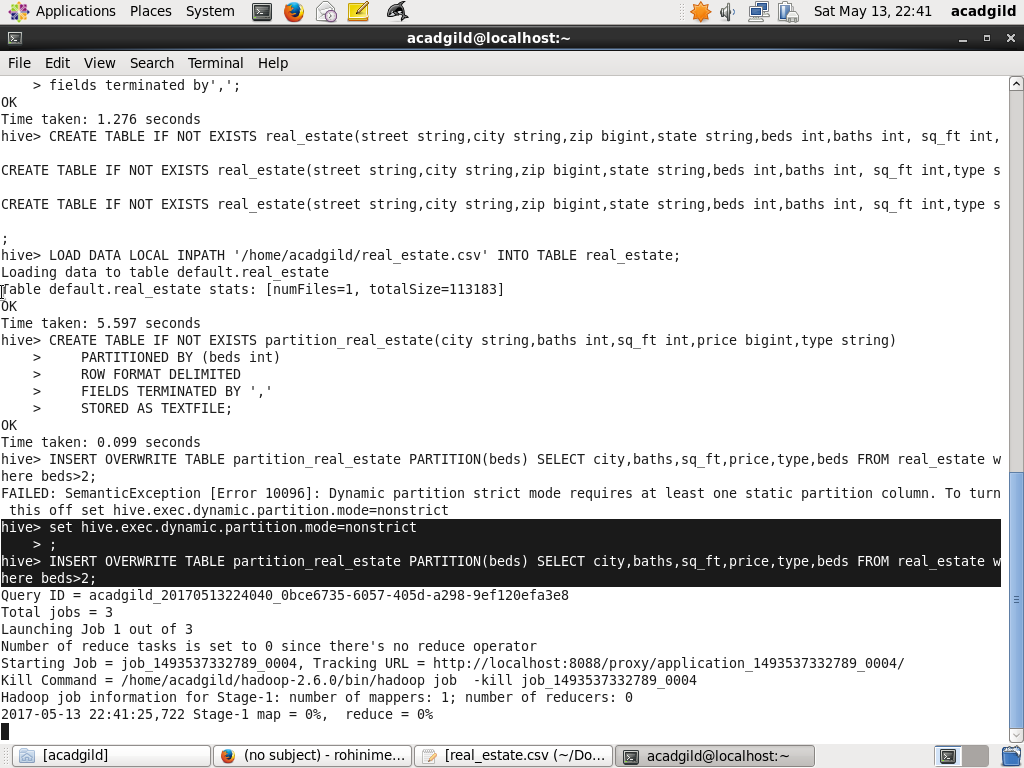 Applications Places System Sat May 13, 22:41 acadgild
acadgild@localhost:~
File Edit View Search Terminal Help
    > fields terminated by',';
OK
Time taken: 1.276 seconds
hive> CREATE TABLE IF NOT EXISTS real_estate(street string,city string,zip bigint,state string,beds int,baths int, sq_ft int,
CREATE TABLE IF NOT EXISTS real_estate(street string,city string,zip bigint,state string,beds int,baths int, sq_ft int,type s
CREATE TABLE IF NOT EXISTS real_estate(street string,city string,zip bigint,state string,beds int,baths int, sq_ft int,type s
;
hive> LOAD DATA LOCAL INPATH '/home/acadgild/real_estate.csv' INTO TABLE real_estate;
Loading data to table default.real_estate
Table default.real_estate stats: [numFiles=1, totalSize=113183]
OK
Time taken: 5.597 seconds
hive> CREATE TABLE IF NOT EXISTS partition_real_estate(city string,baths int,sq_ft int,price bigint,type string)
    >     PARTITIONED BY (beds int)
    >     ROW FORMAT DELIMITED
    >     FIELDS TERMINATED BY ','
    >     STORED AS TEXTFILE;
OK
Time taken: 0.099 seconds
hive> INSERT OVERWRITE TABLE partition_real_estate PARTITION(beds) SELECT city,baths,sq_ft,price,type,beds FROM real_estate w
here beds>2;
FAILED: SemanticException [Error 10096]: Dynamic partition strict mode requires at least one static partition column. To turn
 this off set hive.exec.dynamic.partition.mode=nonstrict
hive> set hive.exec.dynamic.partition.mode=nonstrict
    > ;
hive> INSERT OVERWRITE TABLE partition_real_estate PARTITION(beds) SELECT city,baths,sq_ft,price,type,beds FROM real_estate w
here beds>2;
Query ID = acadgild_20170513224040_0bce6735-6057-405d-a298-9ef120efa3e8
Total jobs = 3
Launching Job 1 out of 3
Number of reduce tasks is set to 0 since there's no reduce operator
Starting Job = job_1493537332789_0004, Tracking URL = http://localhost:8088/proxy/application_1493537332789_0004/
Kill Command = /home/acadgild/hadoop-2.6.0/bin/hadoop job  -kill job_1493537332789_0004
Hadoop job information for Stage-1: number of mappers: 1; number of reducers: 0
2017-05-13 22:41:25,722 Stage-1 map = 0%,  reduce = 0%
[acadgild] (no subject) - rohinime... [real_estate.csv (~/Do... acadgild@localhost:~